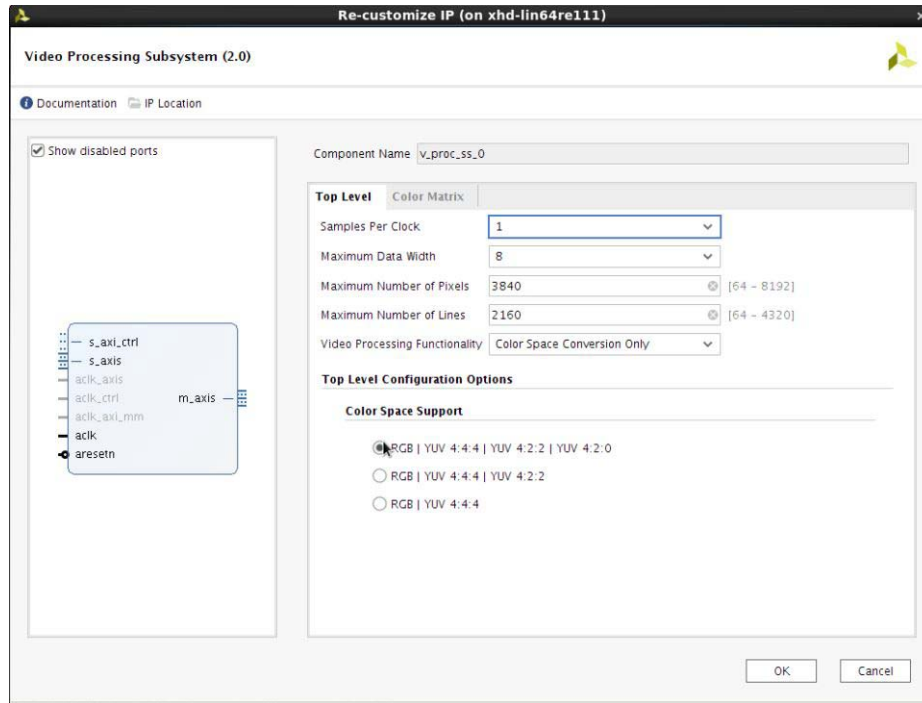 Re-customize IP (on xhd-lin64re111)
Video Processing Subsystem (2.0)
Documentation IP Location
Show disabled ports
s_axi_ctrl
s_axis
aclk_axis
aclk_ctrl m_axis
aclk_axi_mm
aclk
aresetn
Component Name v_proc_ss_0
Top Level Color Matrix
Samples Per Clock 1
Maximum Data Width 8
Maximum Number of Pixels 3840 [64 - 8192]
Maximum Number of Lines 2160 [64 - 4320]
Video Processing Functionality Color Space Conversion Only
Top Level Configuration Options
Color Space Support
RGB | YUV 4:4:4 | YUV 4:2:2 | YUV 4:2:0
RGB | YUV 4:4:4 | YUV 4:2:2
RGB | YUV 4:4:4
OK Cancel